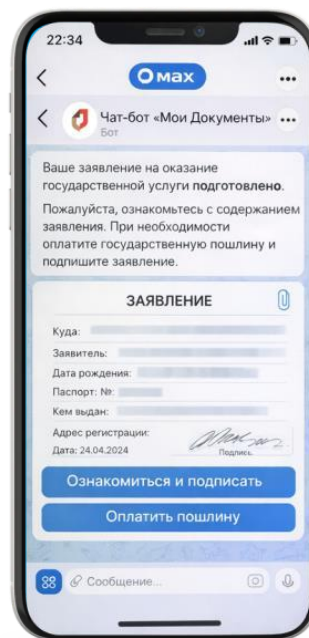 22:34
макс
Чат-бот «Мои Документы»
Бот
Ваше заявление на оказание
государственной услуги подготовлено.
Пожалуйста, ознакомьтесь с содержанием
заявления. При необходимости
оплатите государственную пошлину и
подпишите заявление.
ЗАЯВЛЕНИЕ
Куда:
Заявитель:
Дата рождения:
Паспорт: №:
Кем выдан:
Адрес регистрации:
Дата: 24.04.2024
Подпись
Ознакомиться и подписать
Оплатить пошлину
Сообщение...